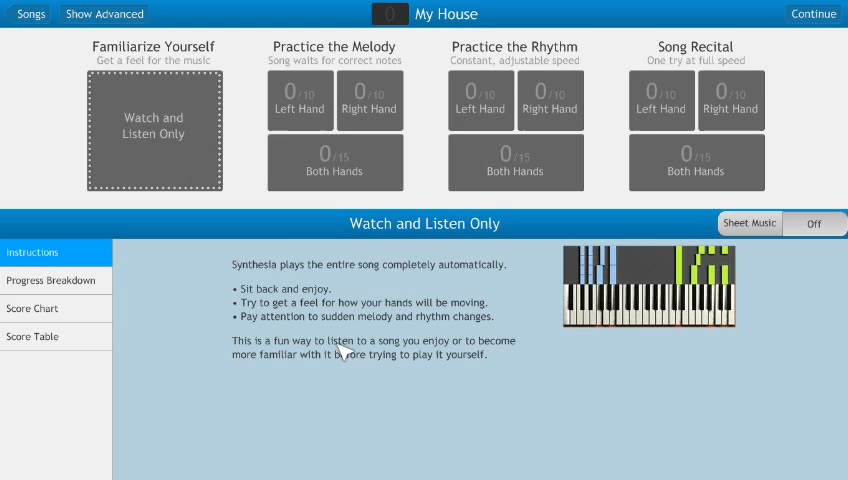 Songs
Show Advanced
0
My House
Continue
Familiarize Yourself
Get a feel for the music
Watch and
Listen Only
Practice the Melody
Song waits for correct notes
0/10
Left Hand
0/10
Right Hand
0/15
Both Hands
Practice the Rhythm
Constant, adjustable speed
0/10
Left Hand
0/10
Right Hand
0/15
Both Hands
Song Recital
One try at full speed
0/10
Left Hand
0/10
Right Hand
0/15
Both Hands
Watch and Listen Only
Sheet Music
Off
Instructions
Progress Breakdown
Score Chart
Score Table
Synthesia plays the entire song completely automatically.
• Sit back and enjoy.
• Try to get a feel for how your hands will be moving.
• Pay attention to sudden melody and rhythm changes.
This is a fun way to listen to a song you enjoy or to become
more familiar with it before trying to play it yourself.